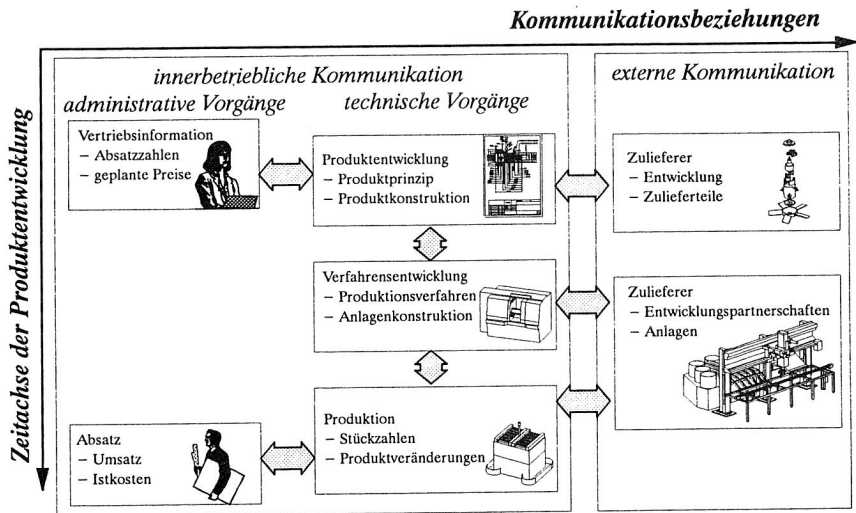 Kommunikationsbeziehungen
Zeitachse der Produktentwicklung
innerbetriebliche Kommunikation
administrative Vorgänge
technische Vorgänge
externe Kommunikation
Vertriebsinformation
– Absatzzahlen
– geplante Preise
Produktentwicklung
– Produktprinzip
– Produktkonstruktion
Zulieferer
– Entwicklung
– Zulieferteile
Verfahrensentwicklung
– Produktionsverfahren
– Anlagenkonstruktion
Zulieferer
– Entwicklungspartnerschaften
– Anlagen
Absatz
– Umsatz
– Istkosten
Produktion
– Stückzahlen
– Produktveränderungen